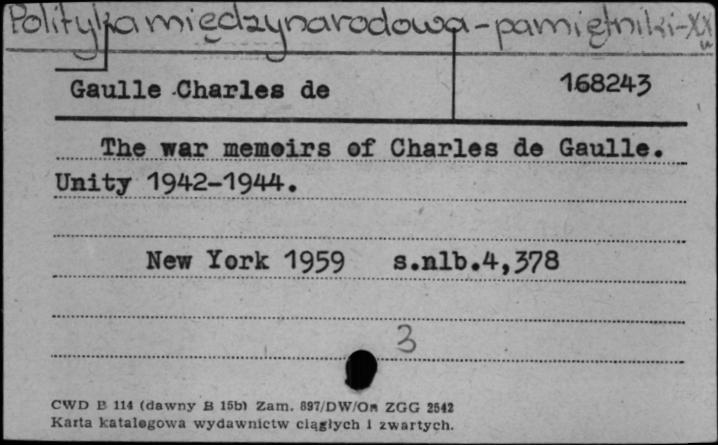 Polityka międzynarodowa - pamiętniki - XX w
Gaulle Charles de 168243
The war memoirs of Charles de Gaulle.
Unity 1942-1944.
New York 1959 s.nlb.4,378
3
CWD B 114 (dawny B 15b) Zam. 897/DW/On ZGG 2542
Karta katalogowa wydawnictw ciągłych i zwartych.